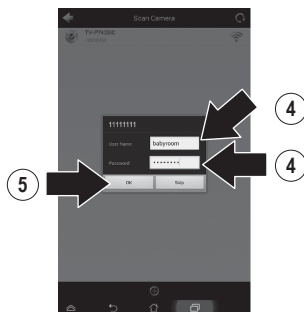 Scan Camera
11111111
User Name babyroom
4
Password ••••••••
4
5
OK Skip